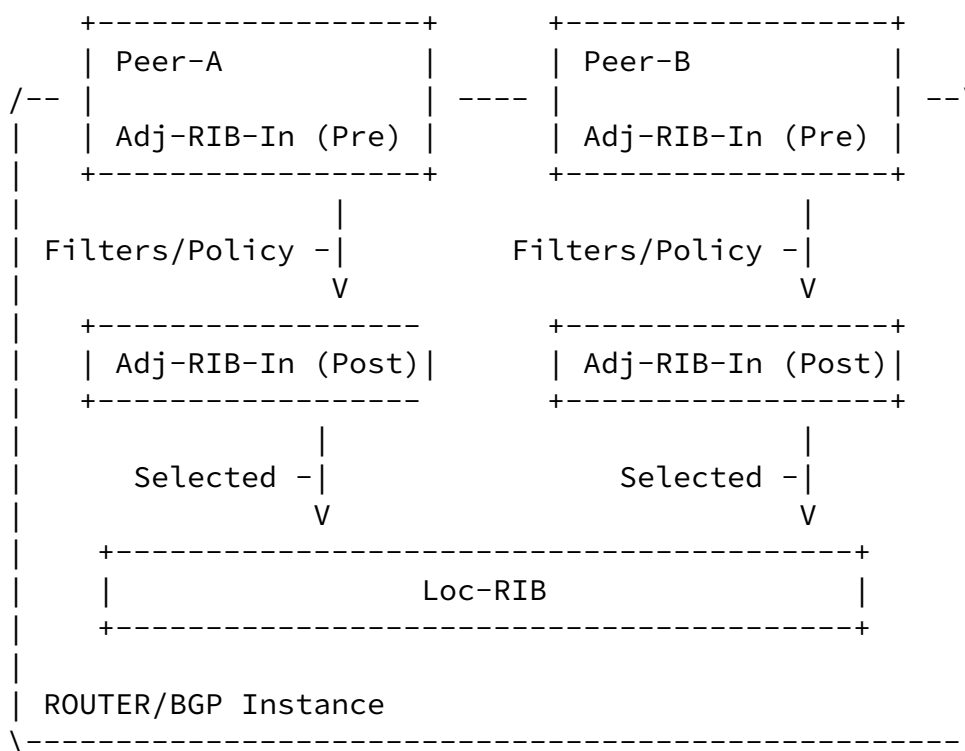 Peer-A Peer-B
Adj-RIB-In (Pre) Adj-RIB-In (Pre)
Filters/Policy Filters/Policy
V V
Adj-RIB-In (Post) Adj-RIB-In (Post)
Selected Selected
V V
Loc-RIB
ROUTER/BGP Instance